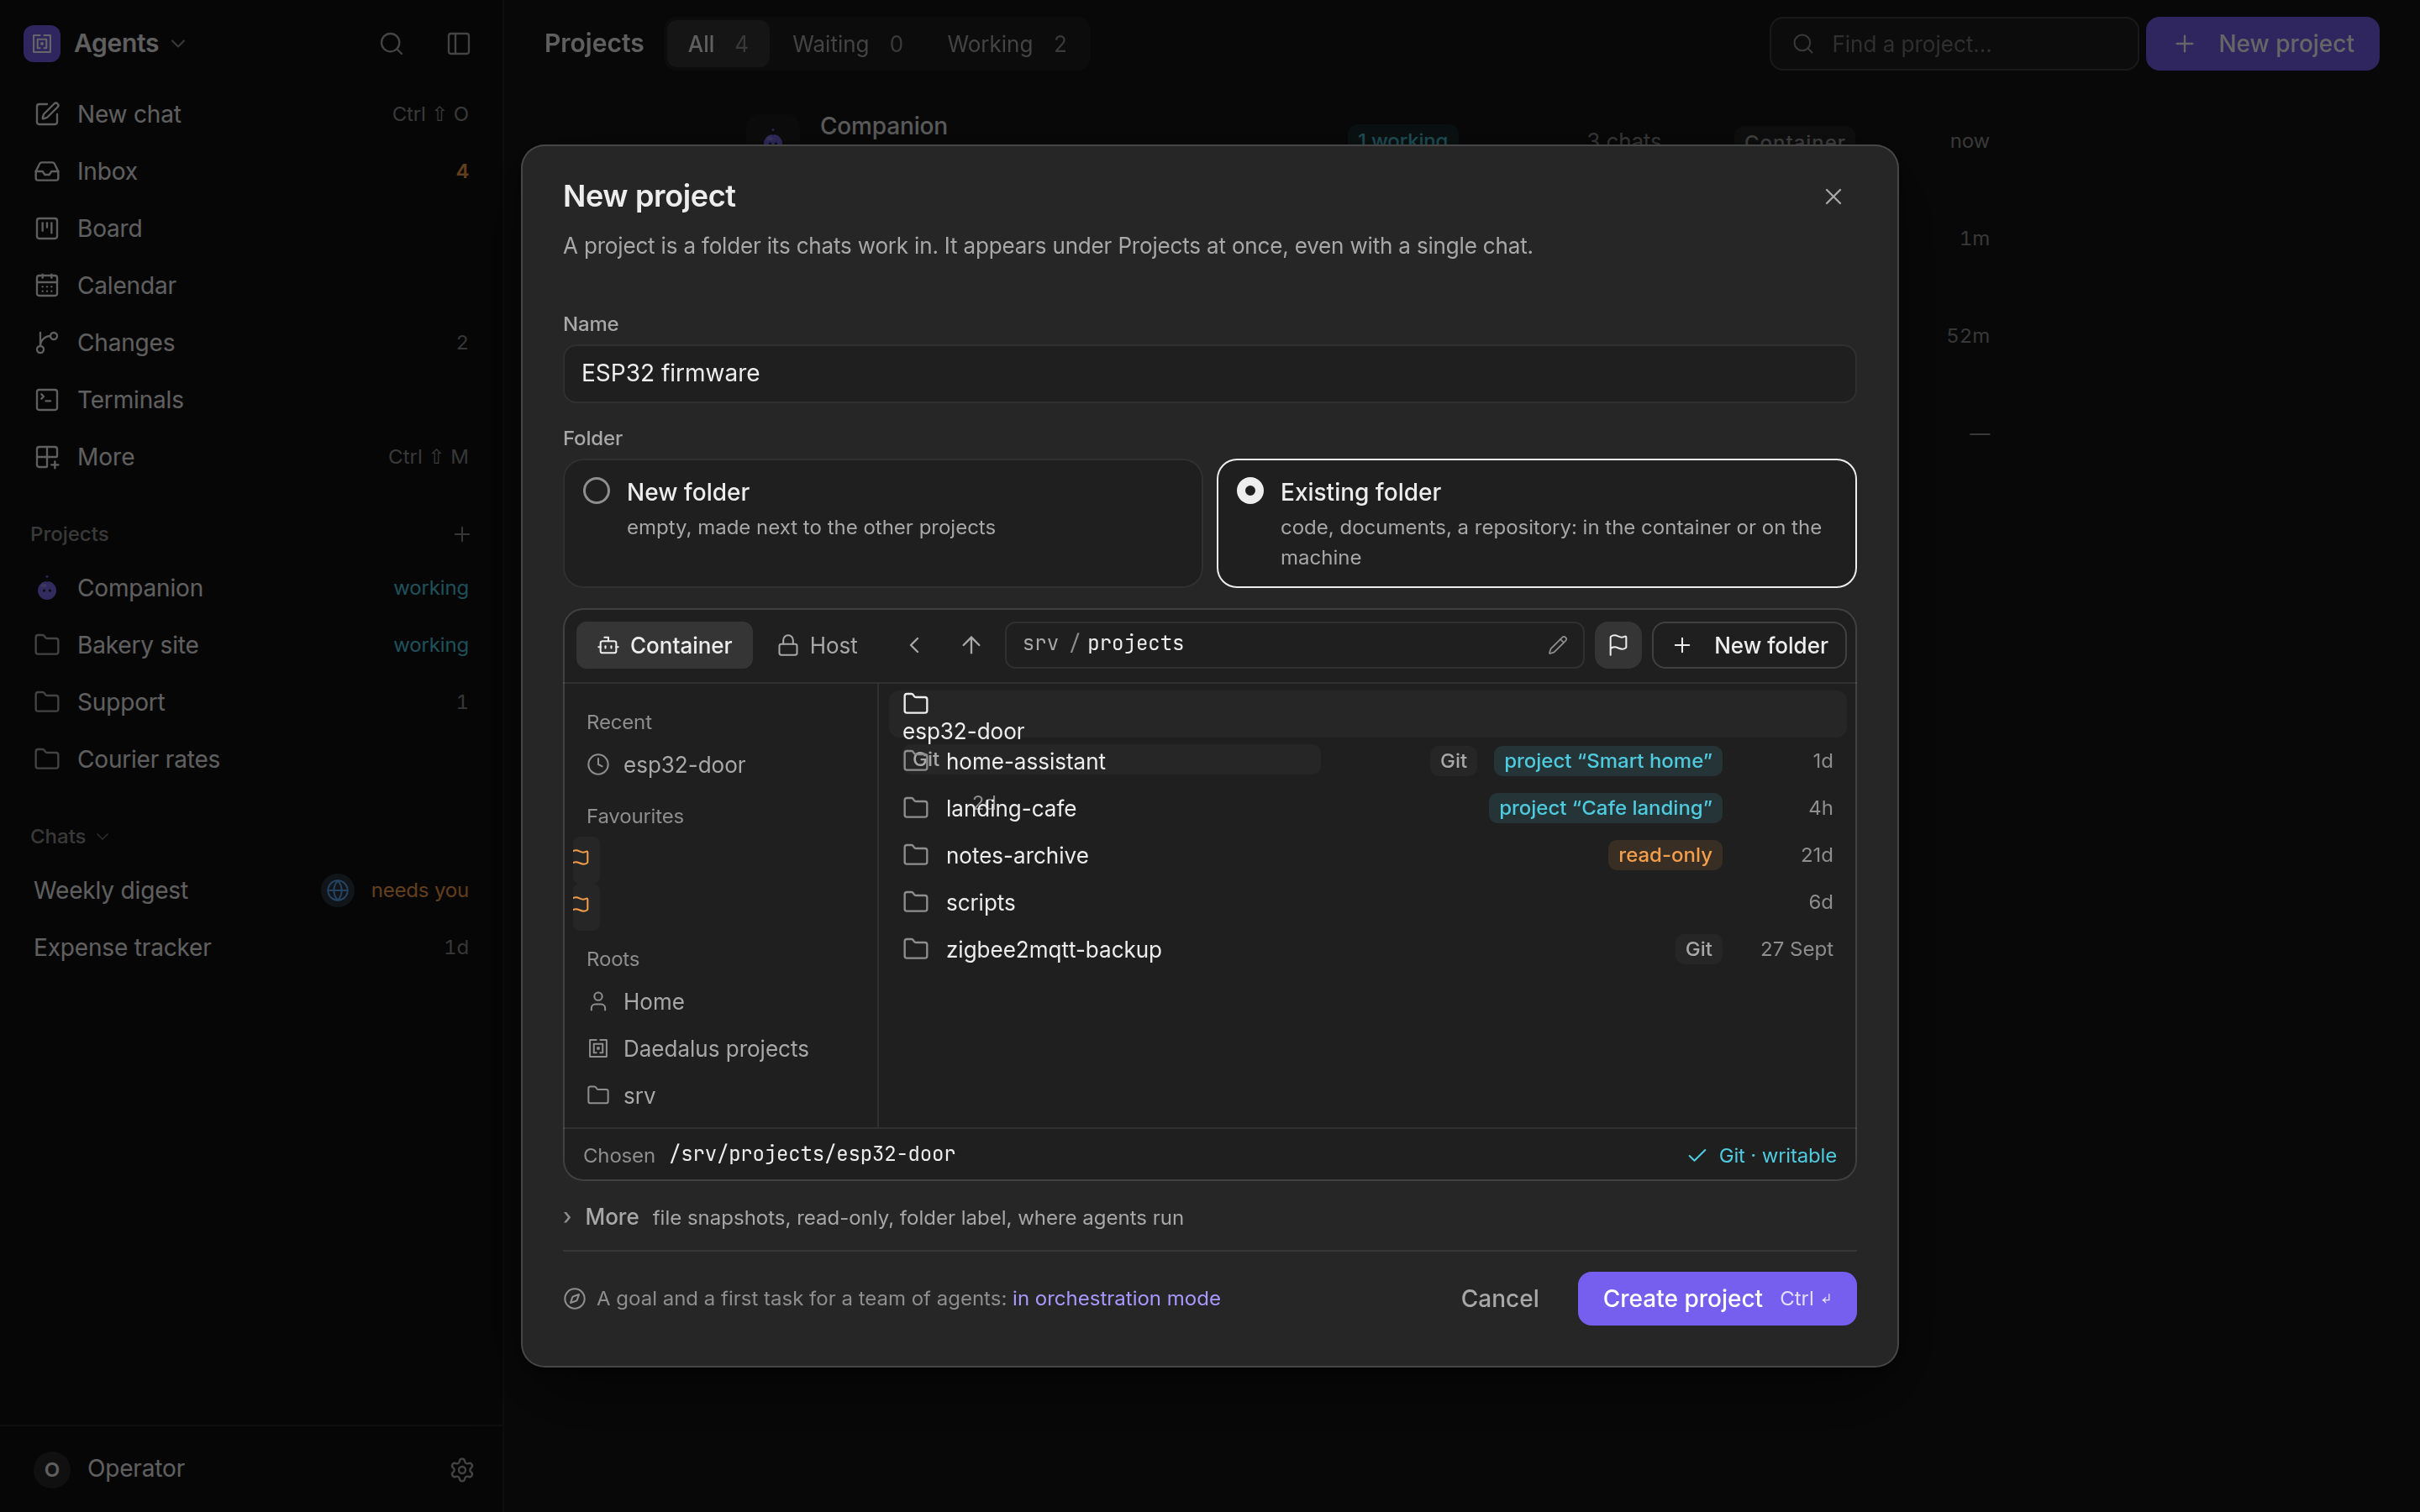 Agents
New chat Ctrl ⇧ O
Inbox 4
Board
Calendar
Changes 2
Terminals
More Ctrl ⇧ M
Projects
Companion working
Bakery site working
Support 1
Courier rates
Chats
Weekly digest needs you
Expense tracker 1d
O Operator
Projects All 4 Waiting 0 Working 2 Find a project... New project
Companion 1 working 3 chats Container now
1m
52m
—
New project
A project is a folder its chats work in. It appears under Projects at once, even with a single chat.
Name
ESP32 firmware
Folder
New folder
empty, made next to the other projects
Existing folder
code, documents, a repository: in the container or on the
machine
Container Host srv / projects New folder
Recent
esp32-door
Favourites
Roots
Home
Daedalus projects
srv
esp32-door
Git
2d
home-assistant Git project “Smart home” 1d
landing-cafe project “Cafe landing” 4h
notes-archive read-only 21d
scripts 6d
zigbee2mqtt-backup Git 27 Sept
Chosen /srv/projects/esp32-door Git · writable
› More file snapshots, read-only, folder label, where agents run
A goal and a first task for a team of agents: in orchestration mode Cancel Create project Ctrl ↲